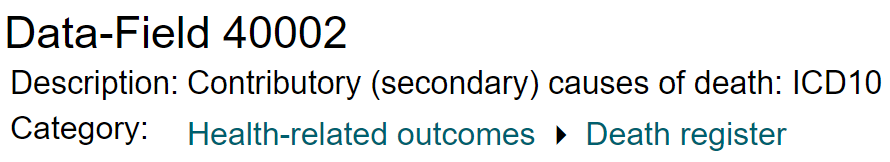 Data-Field 40002
Description: Contributory (secondary) causes of death: ICD10
Category: Health-related outcomes ⏵ Death register